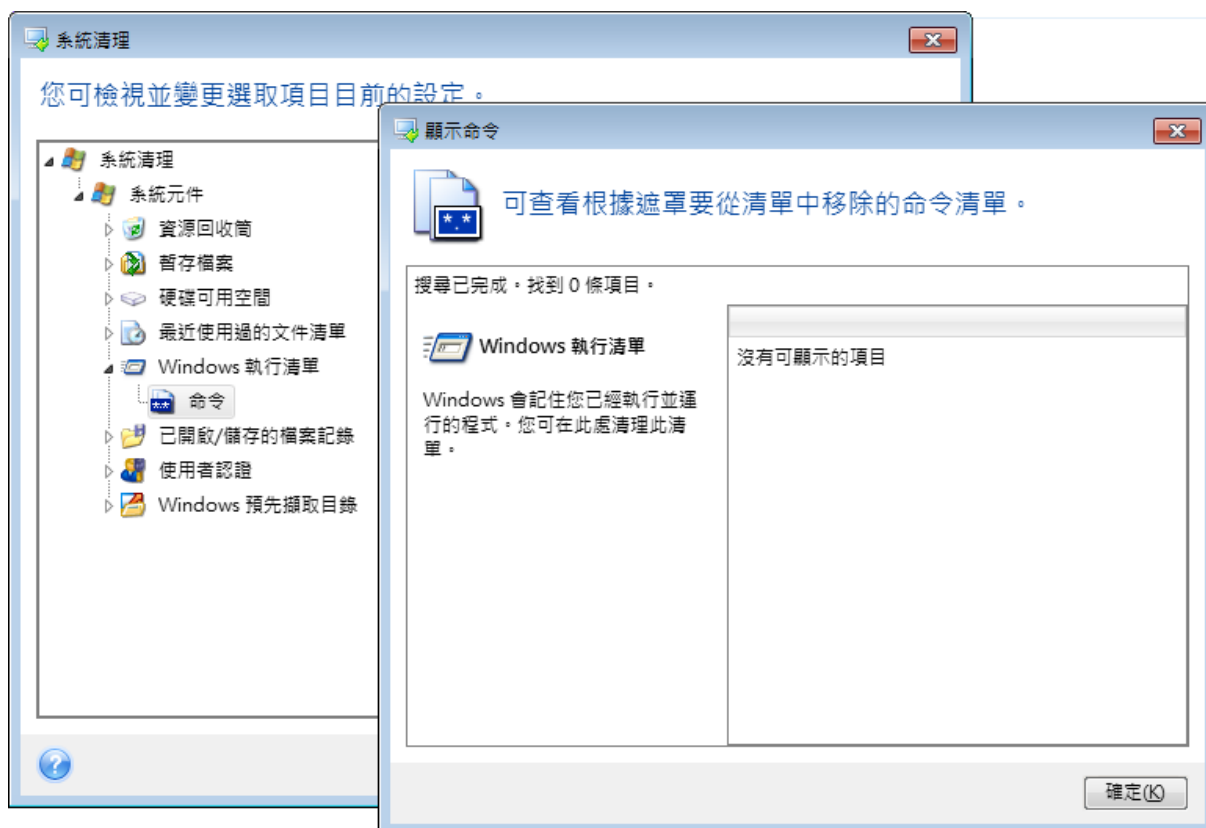 系統清理
您可檢視並變更選取項目目前的設定。
系統清理
系統元件
資源回收筒
暫存檔案
硬碟可用空間
最近使用過的文件清單
Windows 執行清單
命令
已開啟/儲存的檔案記錄
使用者認證
Windows 預先擷取目錄
顯示命令
可查看根據遮罩要從清單中移除的命令清單。
搜尋已完成。找到 0 條項目。
Windows 執行清單
Windows 會記住您已經執行並運
行的程式。您可在此處清理此清
單。
沒有可顯示的項目
確定(K)